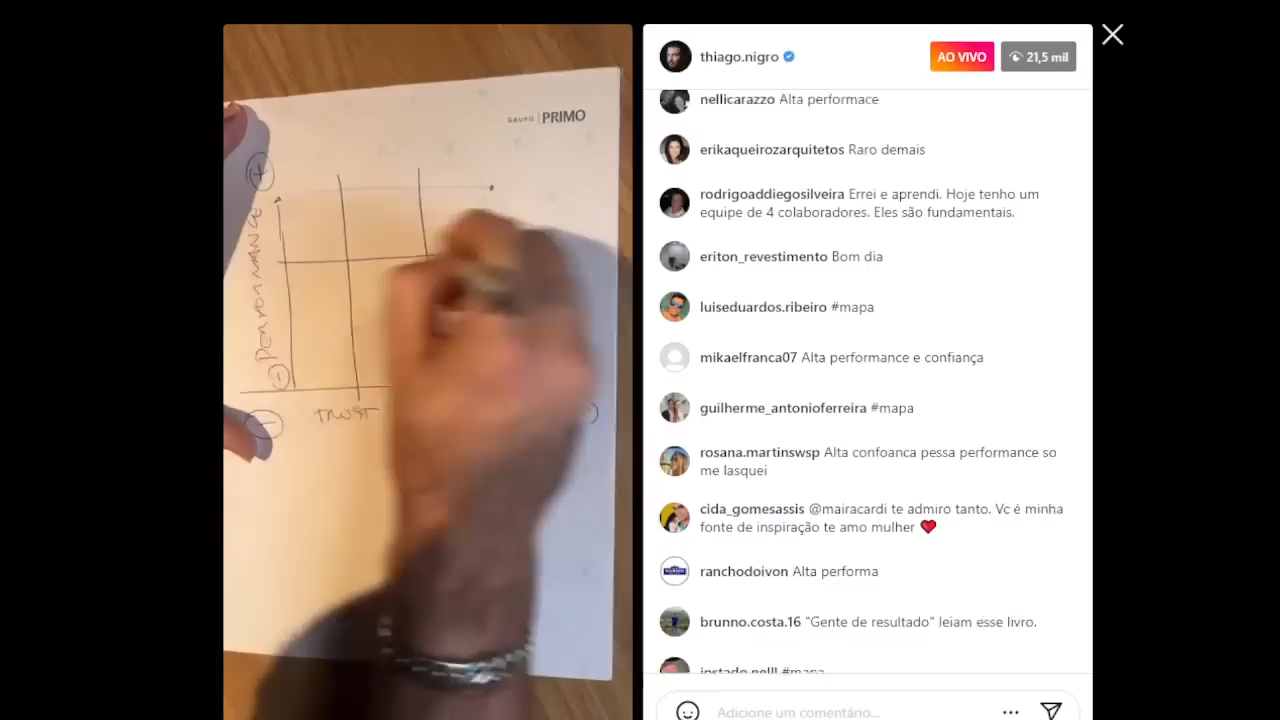 GRUPO | PRIMO
+
PERFORMANCE
-
TRUST
thiago.nigro
AO VIVO
21,5 mil
nellicarazzo Alta performace
erikaqueirozarquitetos Raro demais
rodrigoaddiegosilveira Errei e aprendi. Hoje tenho um
equipe de 4 colaboradores. Eles são fundamentais.
eriton_revestimento Bom dia
luiseduardos.ribeiro #mapa
mikaelfranca07 Alta performance e confiança
guilherme_antonioferreira #mapa
rosana.martinswsp Alta confoanca pessa performance so
me lasquei
cida_gomesassis @mairacardi te admiro tanto. Vc é minha
fonte de inspiração te amo mulher ❤️
ranchodoivon Alta performa
brunno.costa.16 "Gente de resultado" leiam esse livro.
Adicione um comentário...